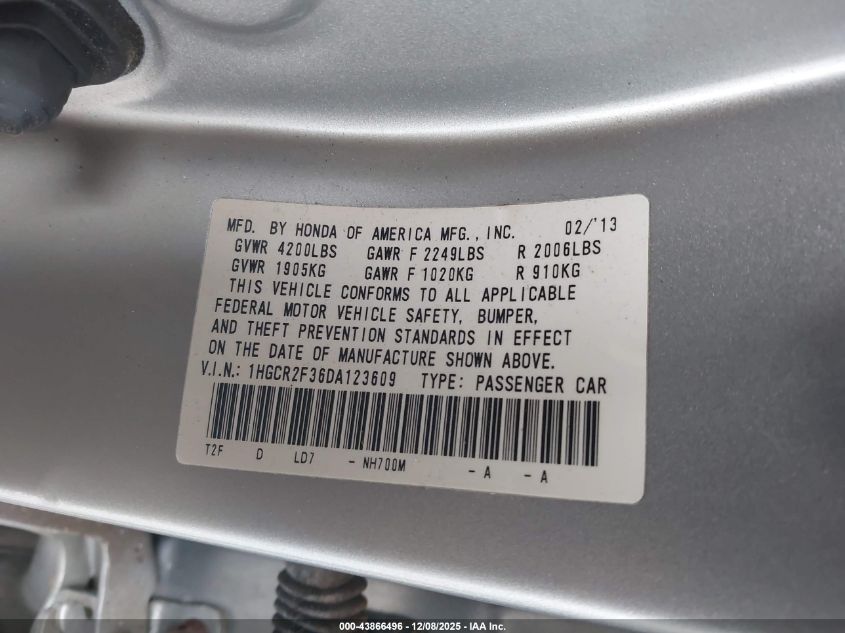 MFD. BY HONDA OF AMERICA MFG., INC. 02/'13
GVWR 4200LBS GAWR F 2249LBS R 2006LBS
GVWR 1905KG GAWR F 1020KG R 910KG
THIS VEHICLE CONFORMS TO ALL APPLICABLE
FEDERAL MOTOR VEHICLE SAFETY, BUMPER,
AND THEFT PREVENTION STANDARDS IN EFFECT
ON THE DATE OF MANUFACTURE SHOWN ABOVE.
V.I.N.: 1HGCR2F36DA123609 TYPE: PASSENGER CAR
T2F D LD7 - NH700M - A - A
000-43866496 - 12/08/2025 - IAA Inc.